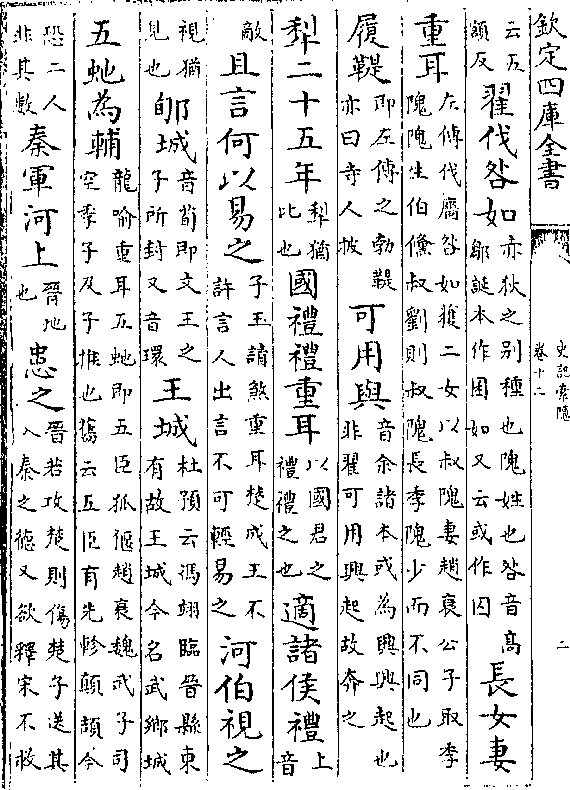 欽定四庫全書
史記索隱
卷十二
二
云五頟反翟伐咎如亦狄之别種也隗姓也咎音髙鄒誕本作囷如又云或作囚長女妻
重耳左傳伐廧咎如獲二女以叔隗妻趙衰公子取季隗隗生伯鯈叔劉則叔隗長季隗少而不同也
履鞮即左傳之勃鞮亦曰寺人披可用與音余諸本或為興興起也非翟可用興起故奔之
犂二十五年犂猶比也國禮禮重耳以國君之禮禮之也適諸侯禮上音
敵且言何以易之子玉請煞重耳楚成王不許言人出言不可輕易之河伯視之
視猶見也郇城音荀即文王之子所封又音環王城杜預云馮翊臨晉縣東有故王城今名武鄉城
五虵為輔龍喻重耳五虵即五臣狐偃趙衰魏武子司空季子及子推也舊云五臣有先軫顛頡今
恐二人非其數秦軍河上晉地也患之晉若攻楚則傷楚子送其入秦之德又欲釋宋不救